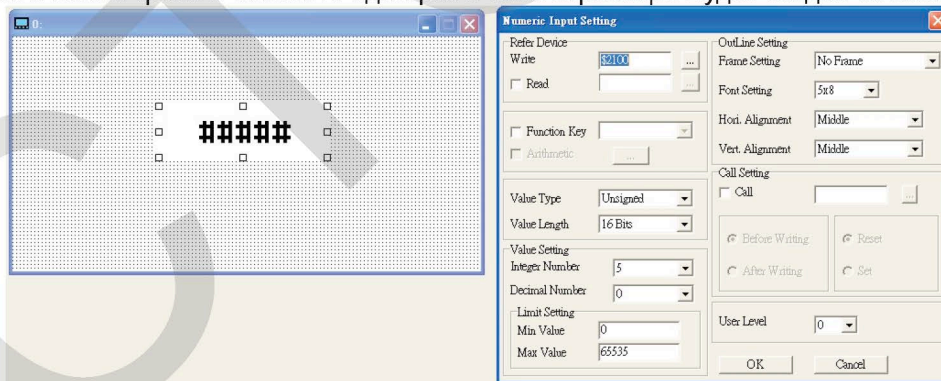 0:
#####
Numeric Input Setting
Refer Device
Write $2100 ...
Read ...
Function Key
Arithmetic ...
Value Type Unsigned
Value Length 16 Bits
Value Setting
Integer Number 5
Decimal Number 0
Limit Setting
Min Value 0
Max Value 65535
OutLine Setting
Frame Setting No Frame
Font Setting 5x8
Hori. Alignment Middle
Vert. Alignment Middle
Call Setting
Call ...
Before Writing Reset
After Writing Set
User Level 0
OK Cancel